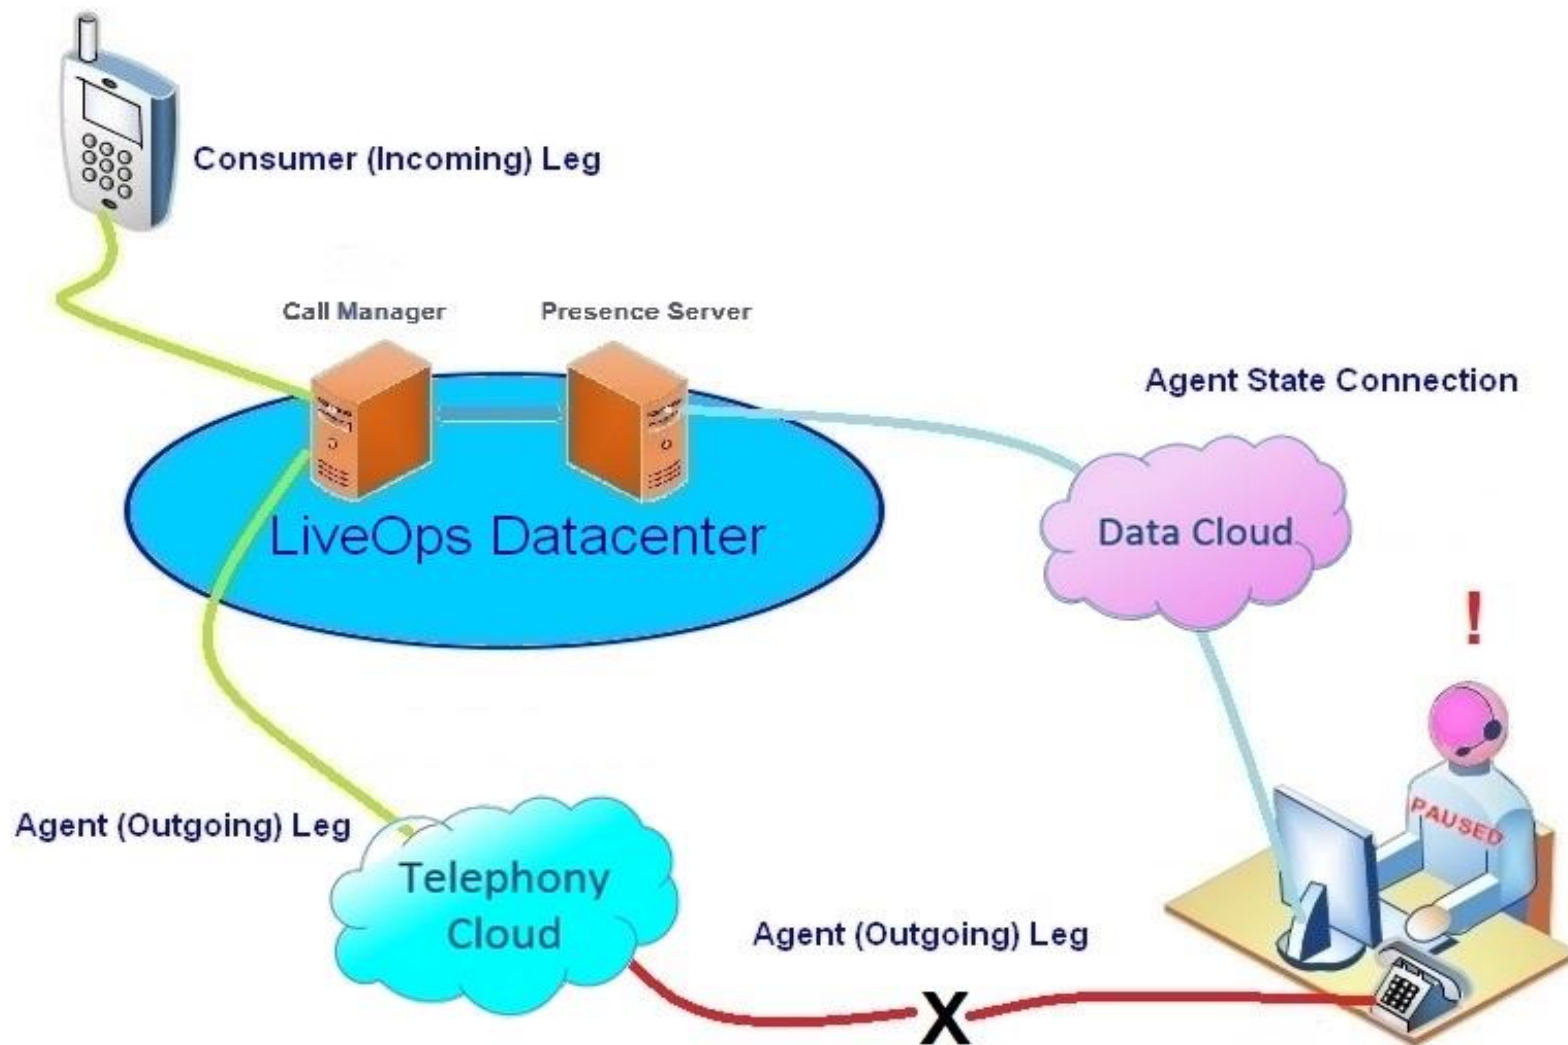 Consumer (Incoming) Leg
Call Manager
Presence Server
Agent State Connection
LiveOps Datacenter
Data Cloud
!
PAUSED
Agent (Outgoing) Leg
Telephony
Cloud
Agent (Outgoing) Leg
X